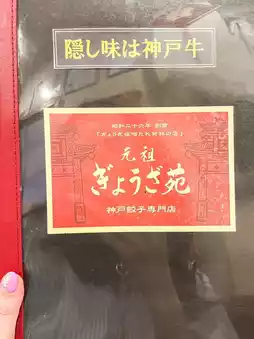 隠し味は神戸牛
昭和二十六年 創業
元祖
ぎょうざ苑
神戸餃子専門店